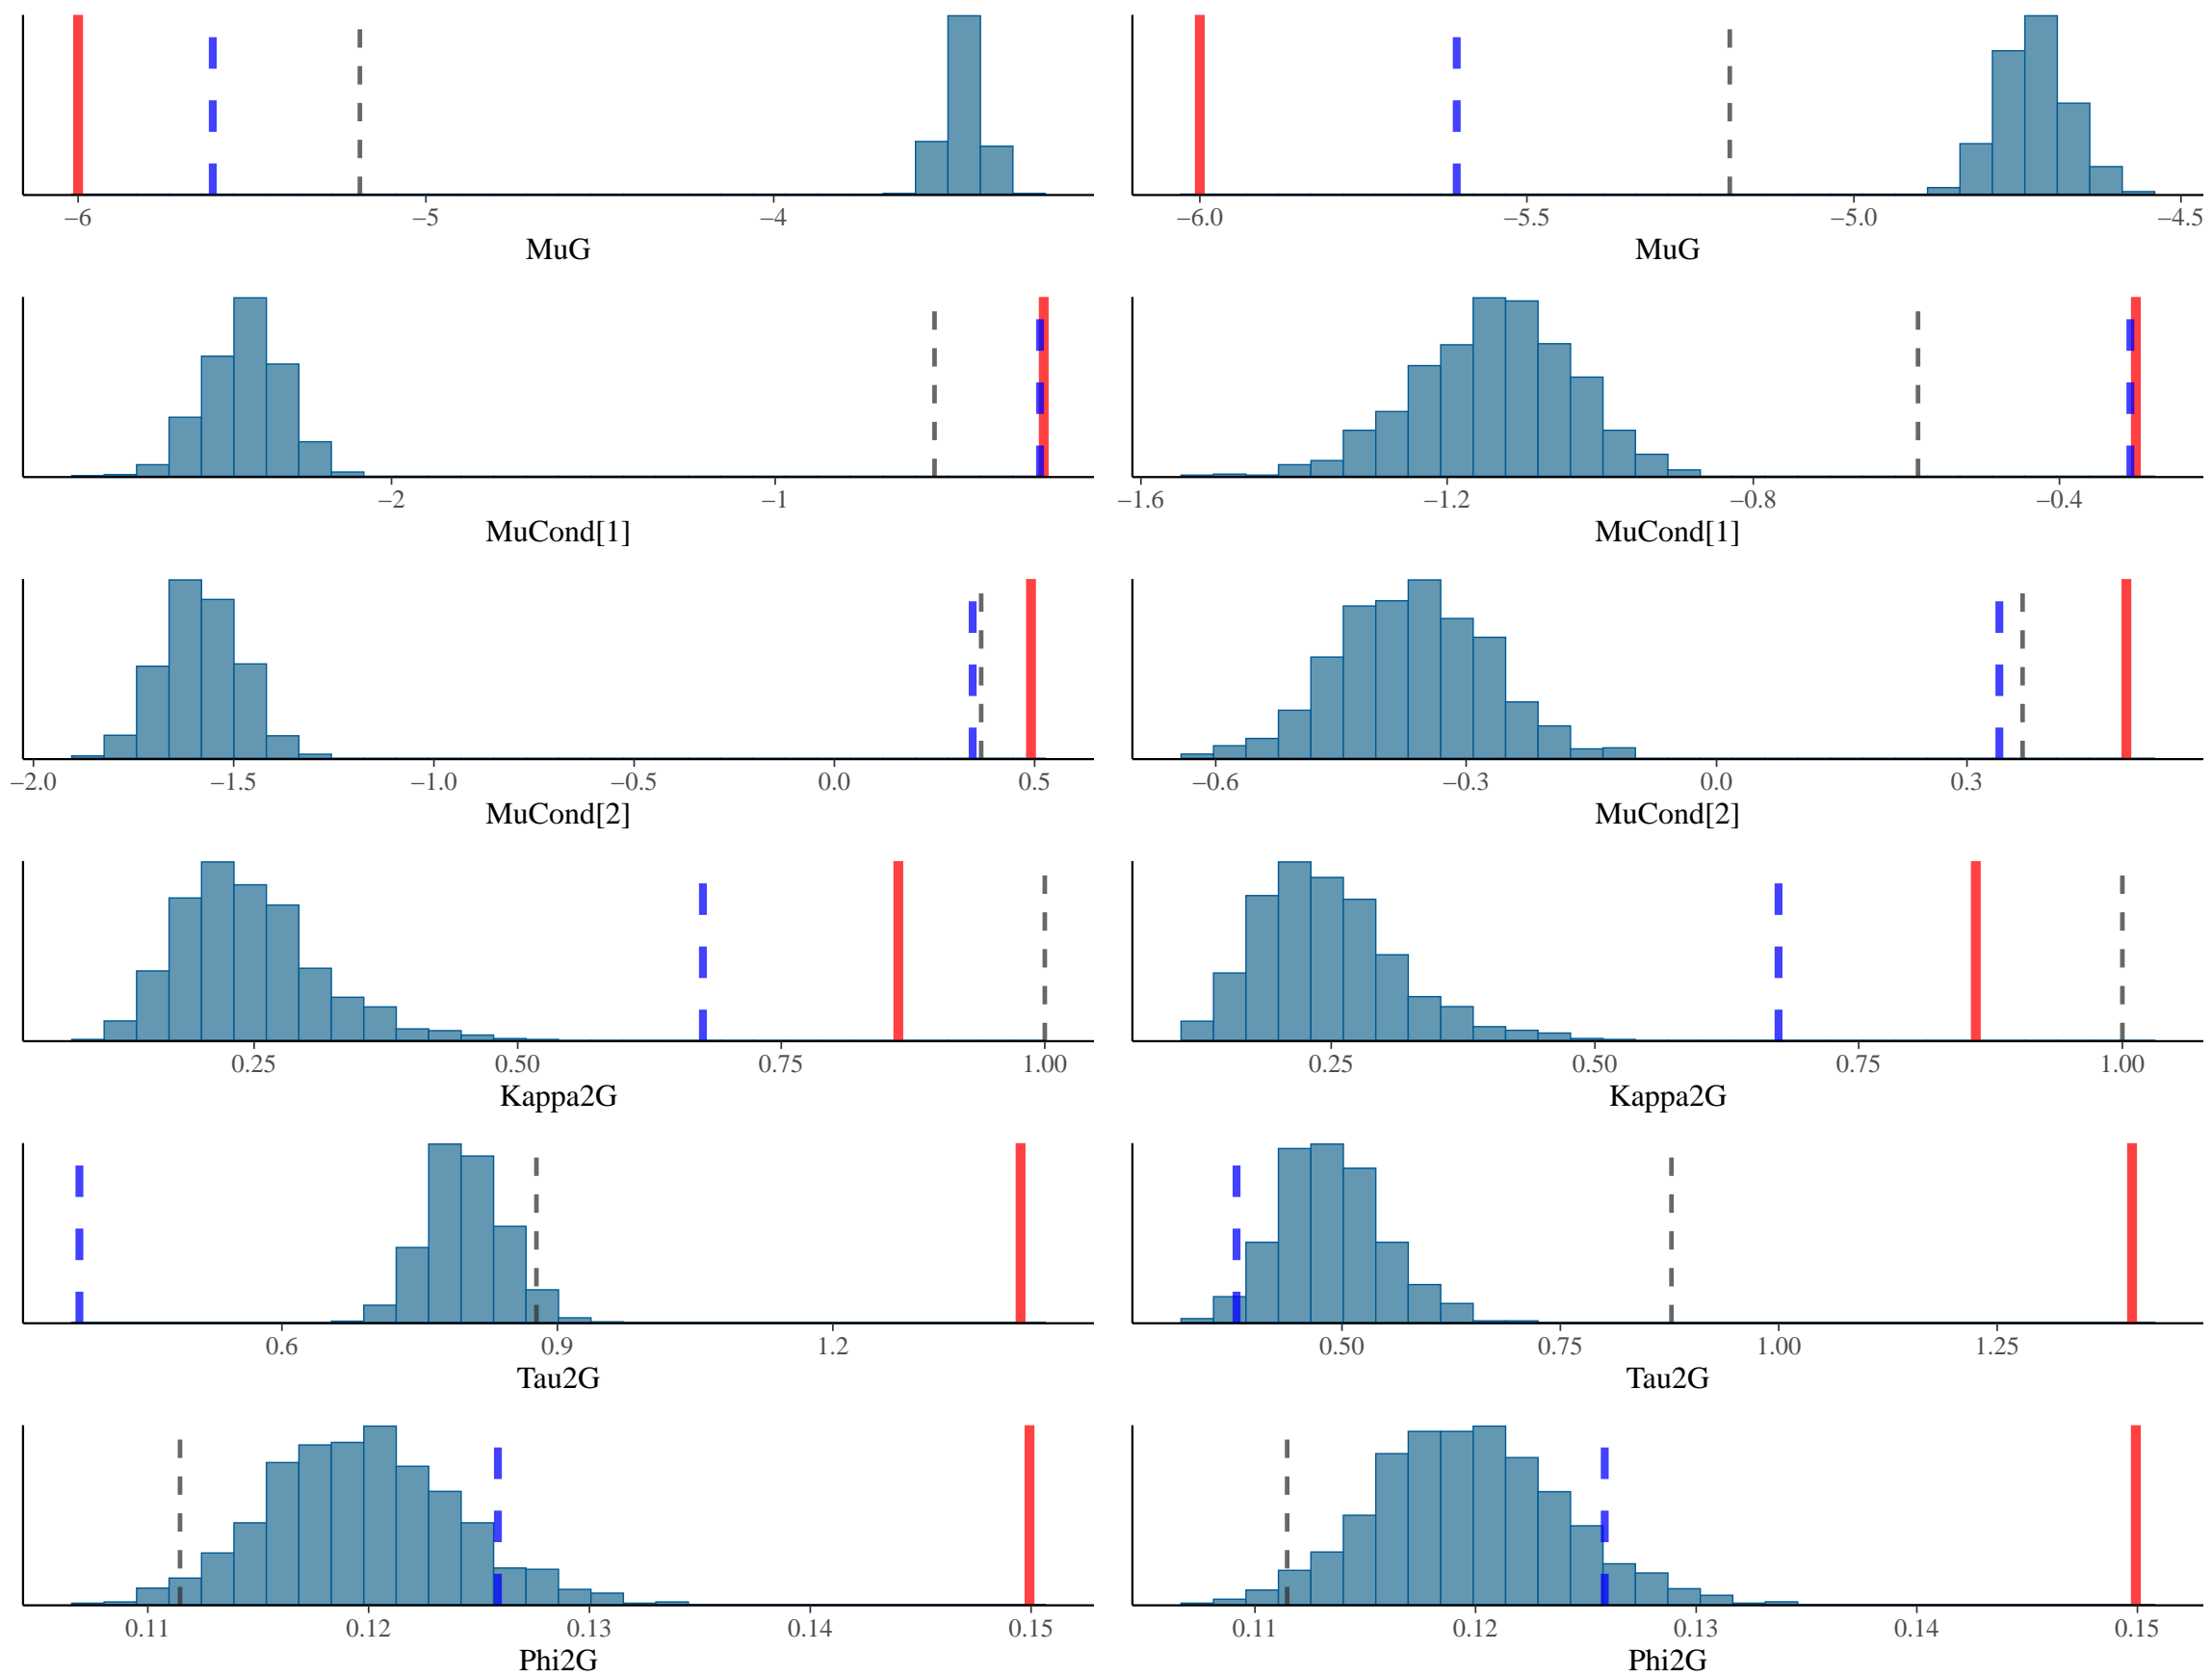 −6 −5 −4
MuG
−6.0 −5.5 −5.0 −4.5
MuG
−2 −1
MuCond[1]
−1.6 −1.2 −0.8 −0.4
MuCond[1]
−2.0 −1.5 −1.0 −0.5 0.0 0.5
MuCond[2]
−0.6 −0.3 0.0 0.3
MuCond[2]
0.25 0.50 0.75 1.00
Kappa2G
0.25 0.50 0.75 1.00
Kappa2G
0.6 0.9 1.2
Tau2G
0.50 0.75 1.00 1.25
Tau2G
0.11 0.12 0.13 0.14 0.15
Phi2G
0.11 0.12 0.13 0.14 0.15
Phi2G